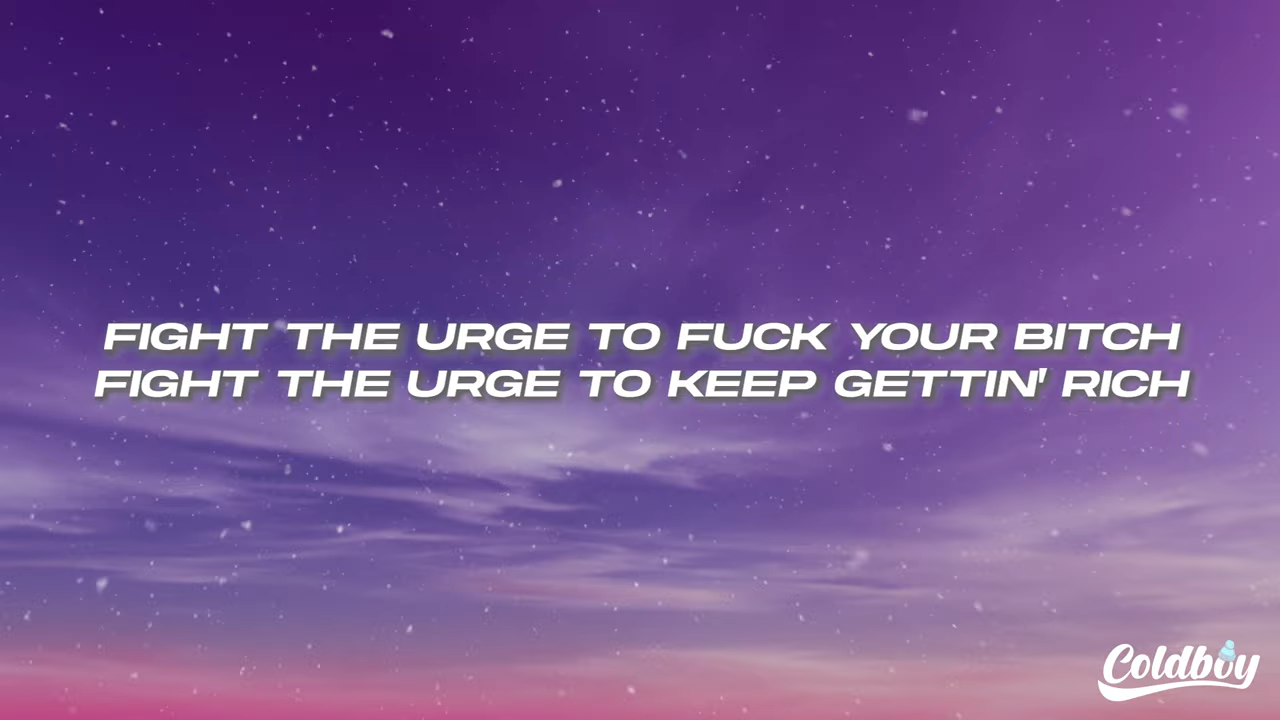 FIGHT THE URGE TO FUCK YOUR BITCH
FIGHT THE URGE TO KEEP GETTIN' RICH
Coldboy